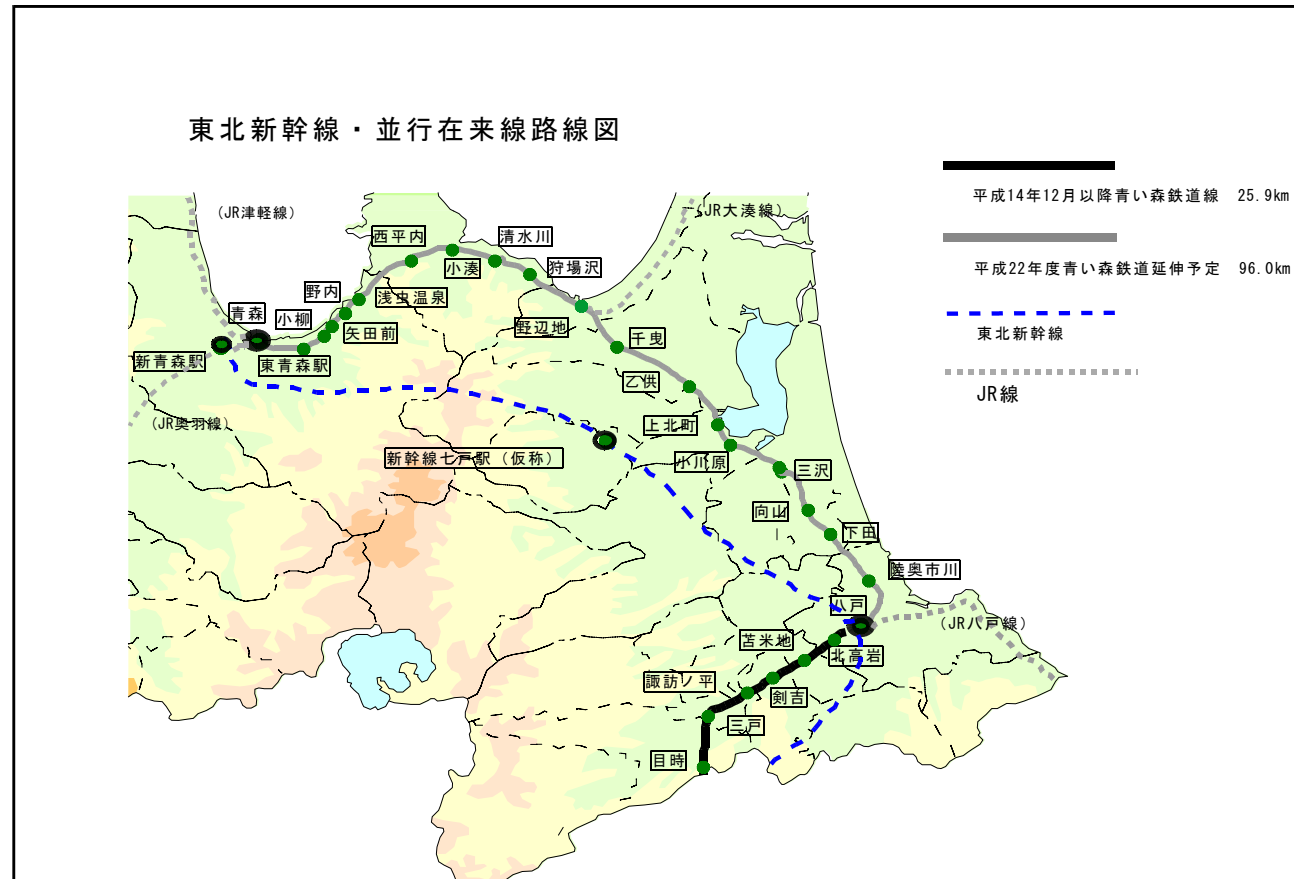 東北新幹線・並行在来線路線図
平成14年12月以降青い森鉄道線 25.9km
平成22年度青い森鉄道延伸予定 96.0km
東北新幹線
JR線
(JR津軽線)
(JR大湊線)
西平内
清水川
小湊
狩場沢
野内
浅虫温泉
青森
小柳
野辺地
矢田前
千曳
新青森駅
東青森駅
乙供
(JR奥羽線)
上北町
新幹線七戸駅(仮称)
小川原
三沢
向山
下田
陸奥市川
八戸
(JR八戸線)
苫米地
北高岩
諏訪ノ平
剣吉
三戸
目時